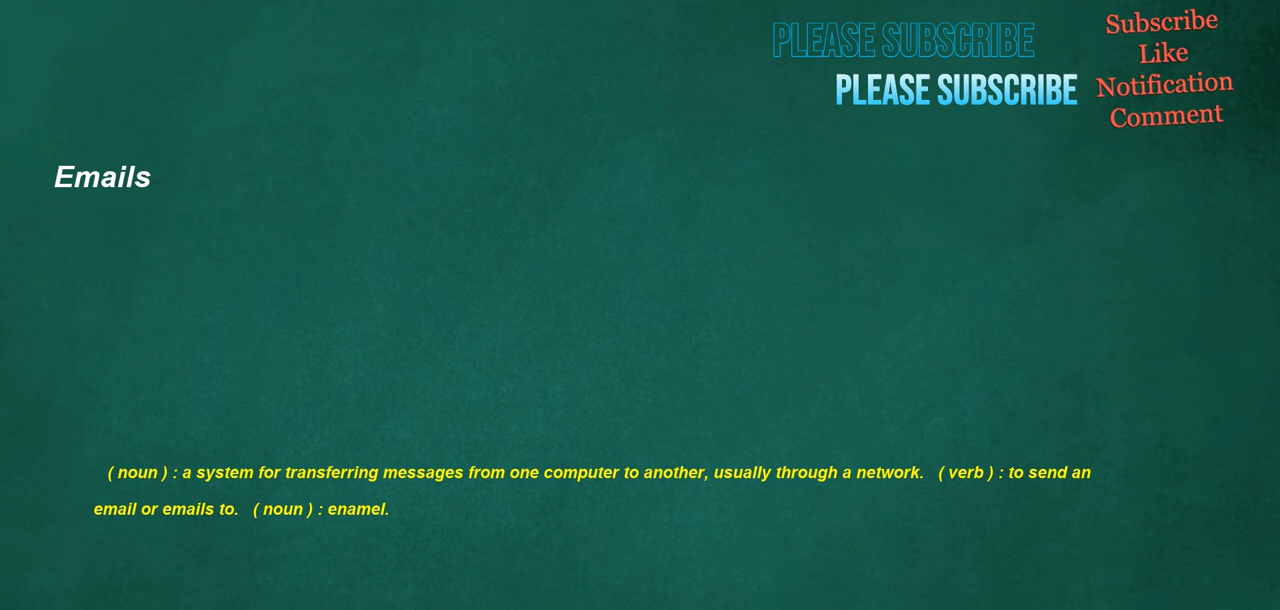 PLEASE SUBSCRIBE
PLEASE SUBSCRIBE
Subscribe
Like
Notification
Comment
Emails
( noun ) : a system for transferring messages from one computer to another, usually through a network. ( verb ) : to send an
email or emails to. ( noun ) : enamel.